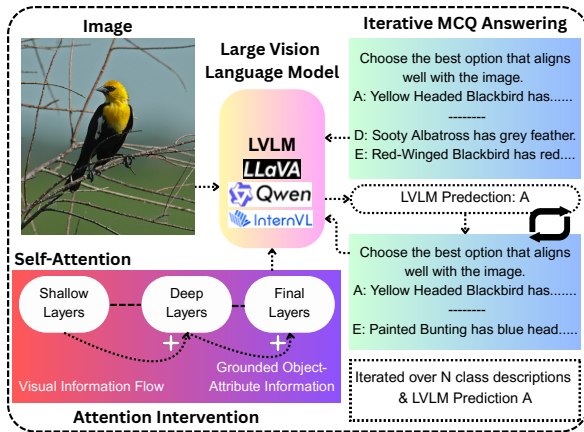 Image
Large Vision
Language Model
LVLM
LLaVA
Qwen
InternVL
Iterative MCQ Answering
Choose the best option that aligns
well with the image.
A: Yellow Headed Blackbird has......
--------
D: Sooty Albatross has grey feather.
E: Red-Winged Blackbird has red....
LVLM Predection: A
Choose the best option that aligns
well with the image.
A: Yellow Headed Blackbird has.......
--------
E: Painted Bunting has blue head.....
Iterated over N class descriptions
& LVLM Prediction A
Self-Attention
Shallow
Layers
Deep
Layers
Final
Layers
+
+
Visual Information Flow
Grounded Object-
Attribute Information
Attention Intervention